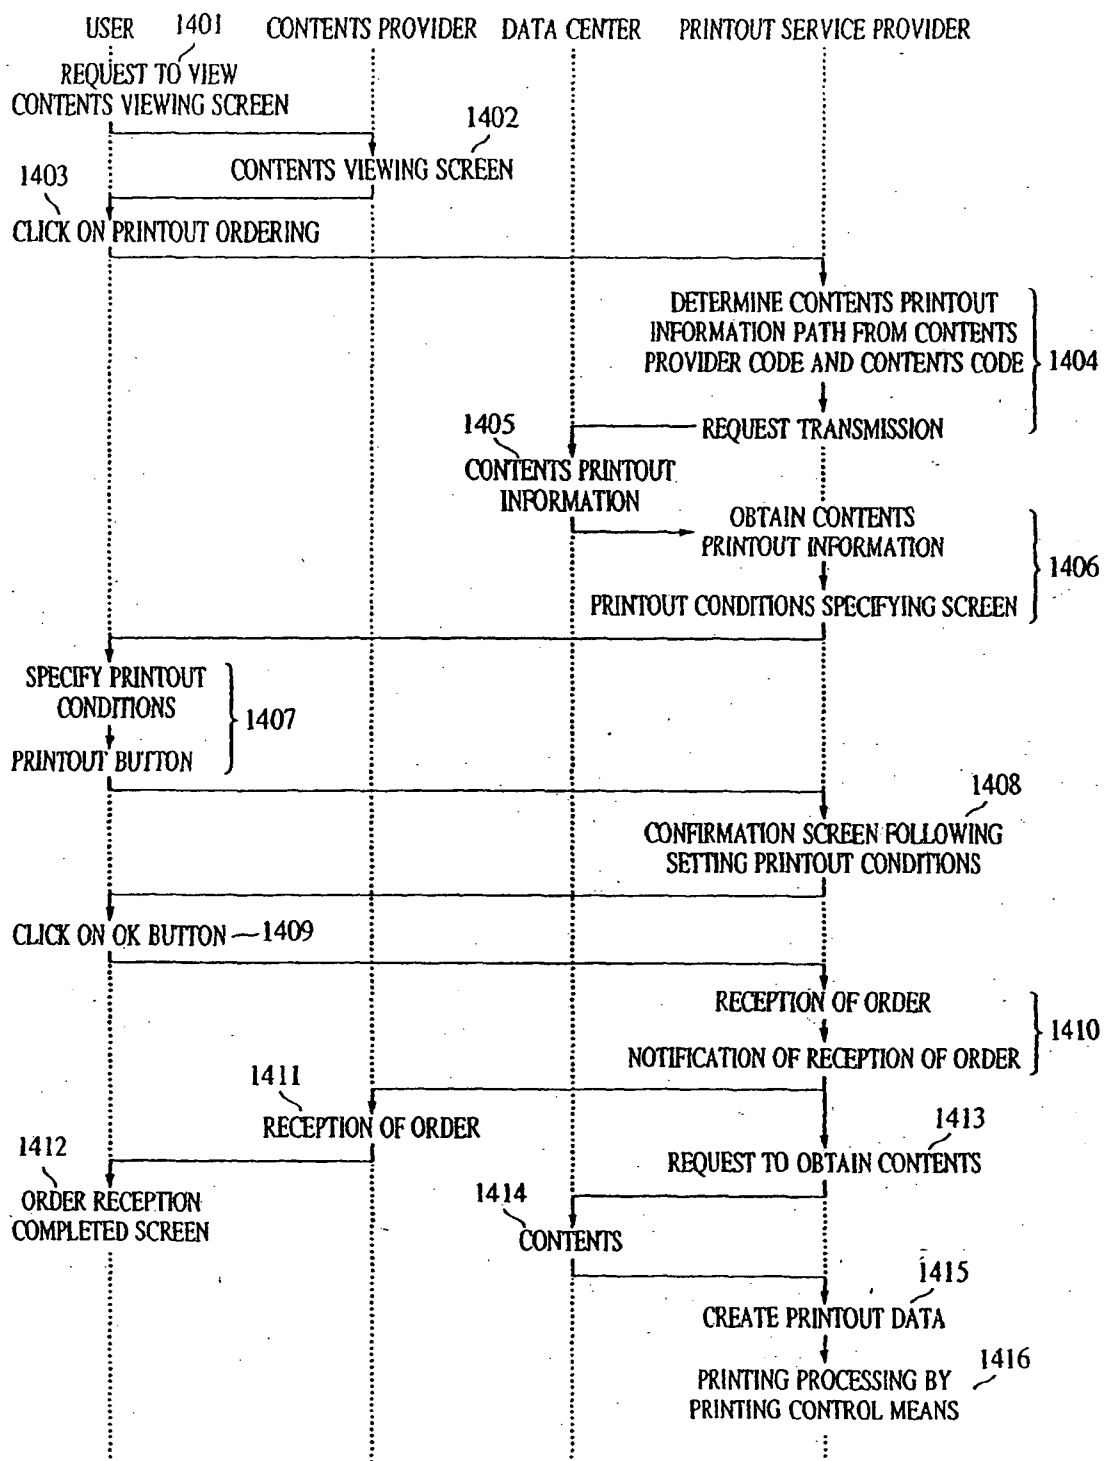 USER
1401
CONTENTS PROVIDER
DATA CENTER
PRINTOUT SERVICE PROVIDER
REQUEST TO VIEW
CONTENTS VIEWING SCREEN
1402
CONTENTS VIEWING SCREEN
1403
CLICK ON PRINTOUT ORDERING
DETERMINE CONTENTS PRINTOUT
INFORMATION PATH FROM CONTENTS
PROVIDER CODE AND CONTENTS CODE
1404
REQUEST TRANSMISSION
1405
CONTENTS PRINTOUT
INFORMATION
OBTAIN CONTENTS
PRINTOUT INFORMATION
1406
PRINTOUT CONDITIONS SPECIFYING SCREEN
SPECIFY PRINTOUT
CONDITIONS
1407
PRINTOUT BUTTON
1408
CONFIRMATION SCREEN FOLLOWING
SETTING PRINTOUT CONDITIONS
CLICK ON OK BUTTON
1409
RECEPTION OF ORDER
1410
NOTIFICATION OF RECEPTION OF ORDER
1411
RECEPTION OF ORDER
1412
ORDER RECEPTION
COMPLETED SCREEN
1413
REQUEST TO OBTAIN CONTENTS
1414
CONTENTS
1415
CREATE PRINTOUT DATA
1416
PRINTING PROCESSING BY
PRINTING CONTROL MEANS